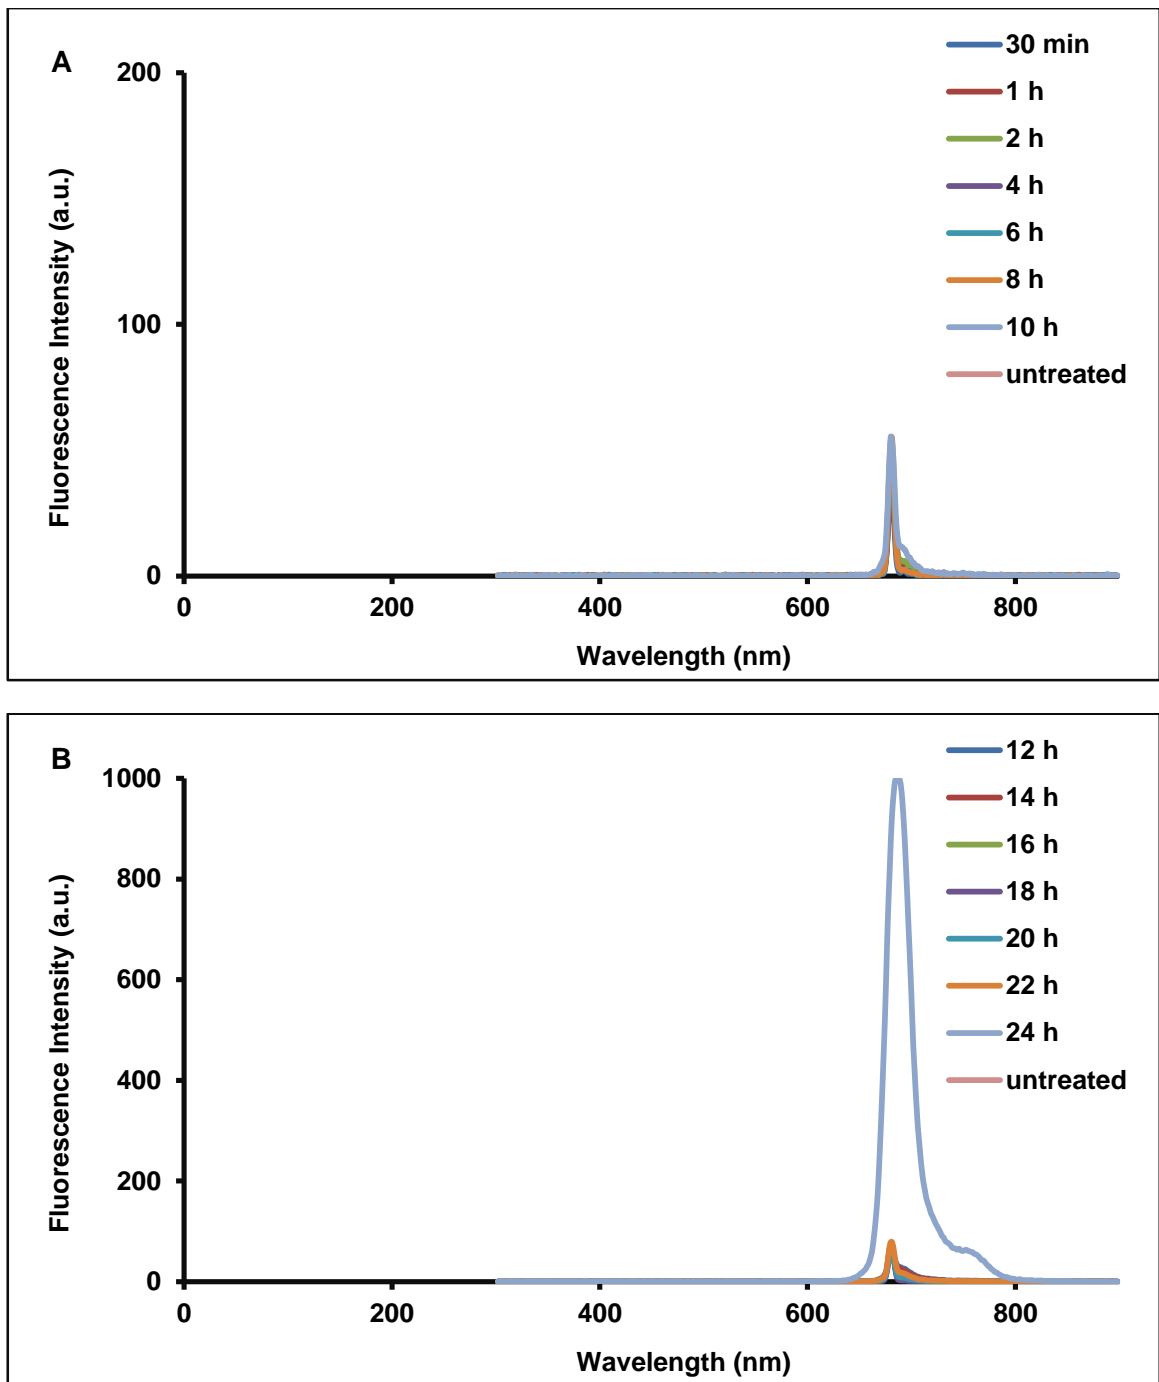 A
200
100
0
Fluorescence Intensity (a.u.)
0 200 400 600 800
Wavelength (nm)
30 min
1 h
2 h
4 h
6 h
8 h
10 h
untreated
B
1000
800
600
400
200
0
Fluorescence Intensity (a.u.)
0 200 400 600 800
Wavelength (nm)
12 h
14 h
16 h
18 h
20 h
22 h
24 h
untreated